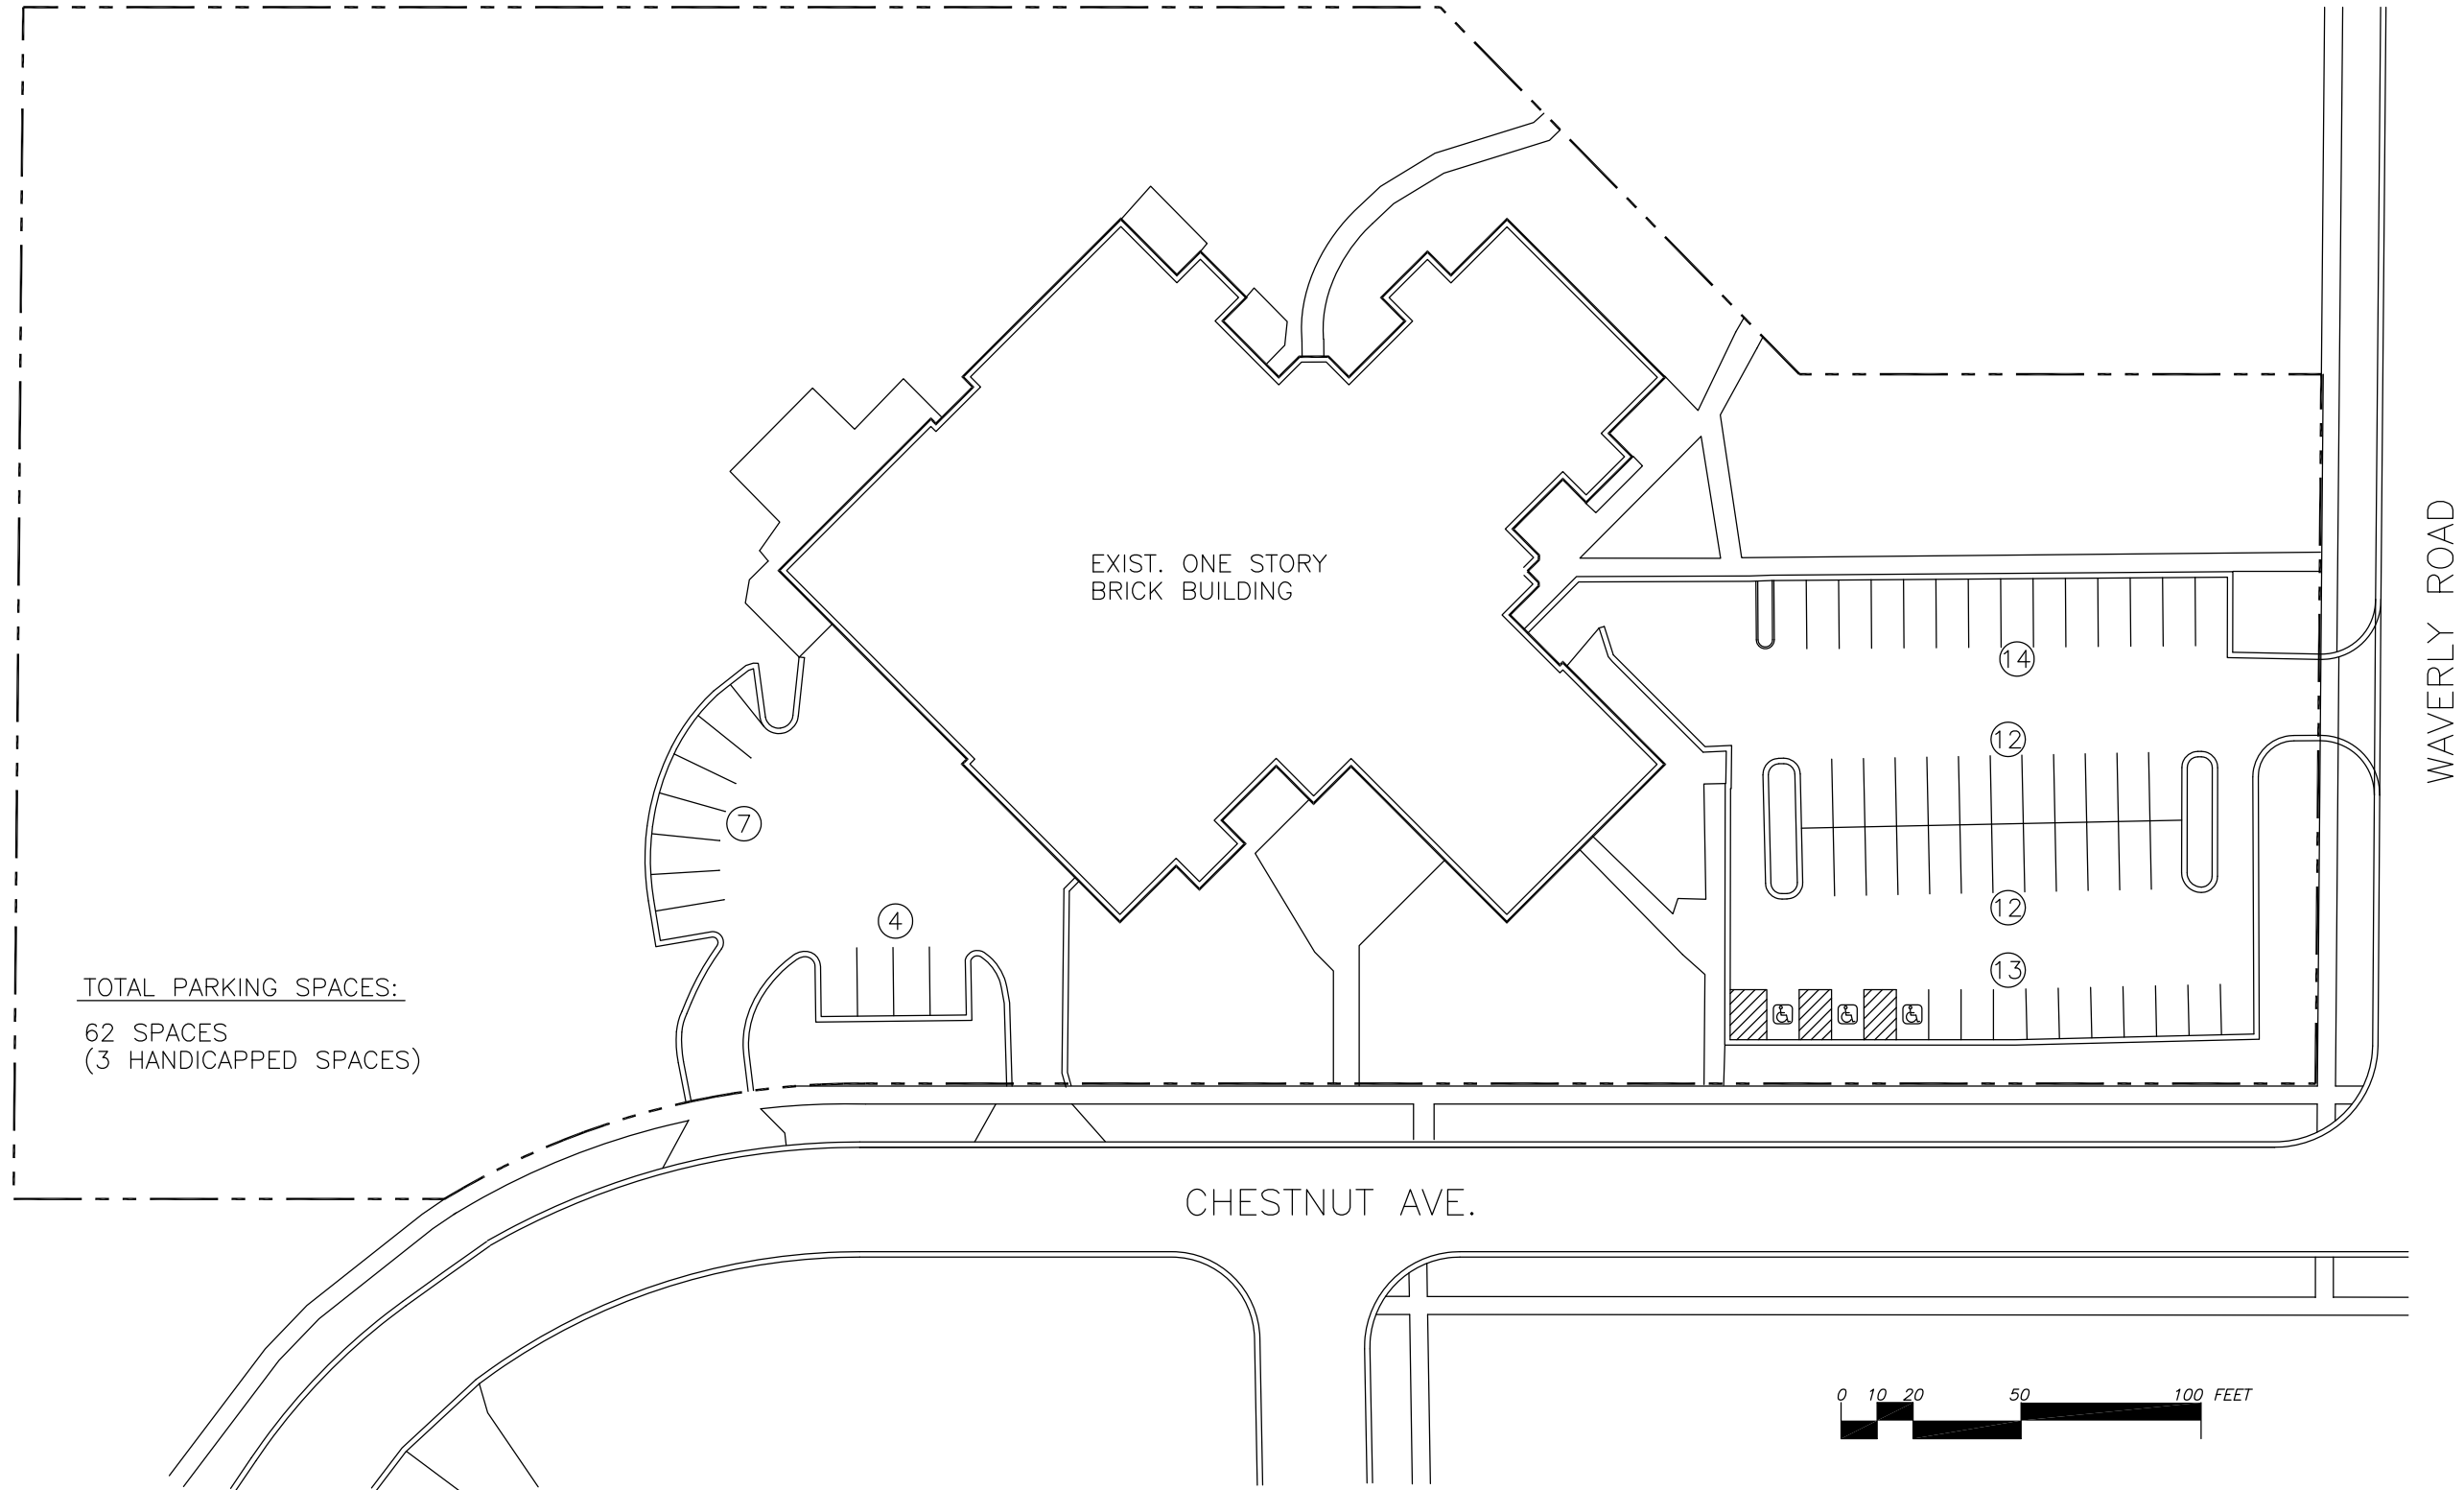 EXIST. ONE STORY
BRICK BUILDING
WAVERLY ROAD
14
12
7
12
4
13
TOTAL PARKING SPACES:
62 SPACES
(3 HANDICAPPED SPACES)
CHESTNUT AVE.
0 10 20 50 100 FEET